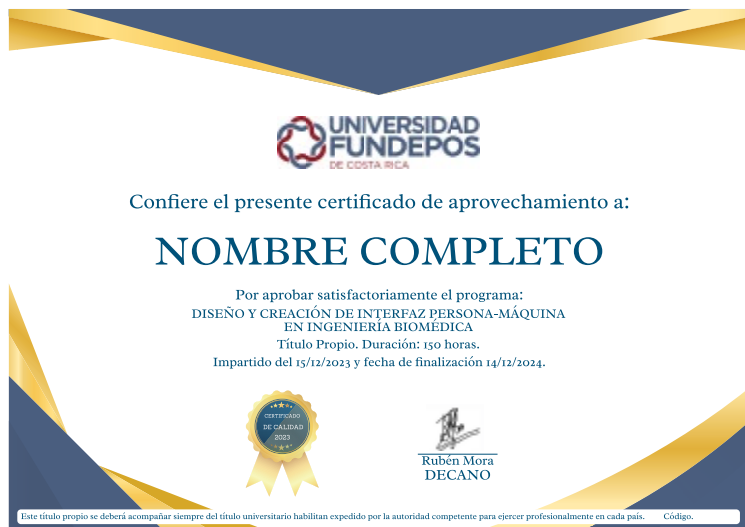 UNIVERSIDAD
FUNDEPOS
DE COSTA RICA
Confiere el presente certificado de aprovechamiento a:
NOMBRE COMPLETO
Por aprobar satisfactoriamente el programa:
DISEÑO Y CREACIÓN DE INTERFAZ PERSONA-MÁQUINA
EN INGENIERÍA BIOMÉDICA
Título Propio. Duración: 150 horas.
Impartido del 15/12/2023 y fecha de finalización 14/12/2024.
CERTIFICADO
DE CALIDAD
2023
Rubén Mora
DECANO
Este título propio se deberá acompañar siempre del título universitario habilitan expedido por la autoridad competente para ejercer profesionalmente en cada país. Código.